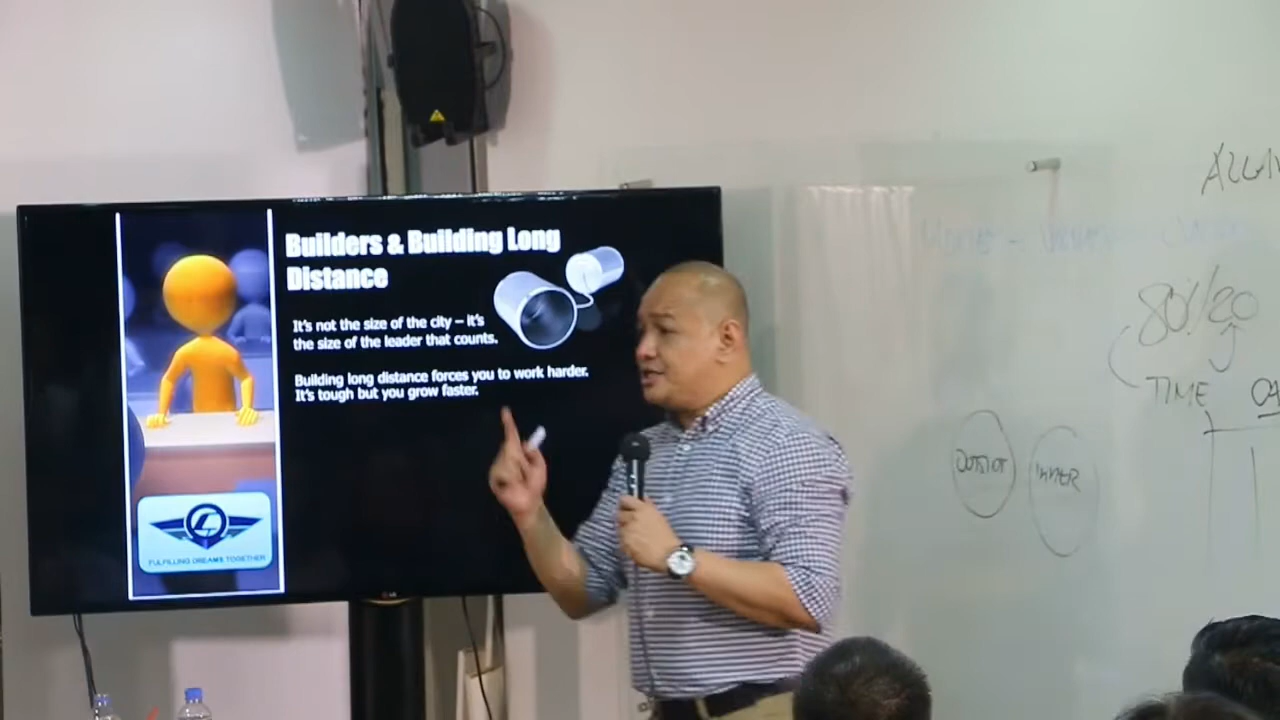 Builders & Building Long
Distance
It's not the size of the city – it's
the size of the leader that counts.
Building long distance forces you to work harder.
It's tough but you grow faster.
FULFILLING DREAMS TOGETHER
LG
80%/20
TIME
INNER